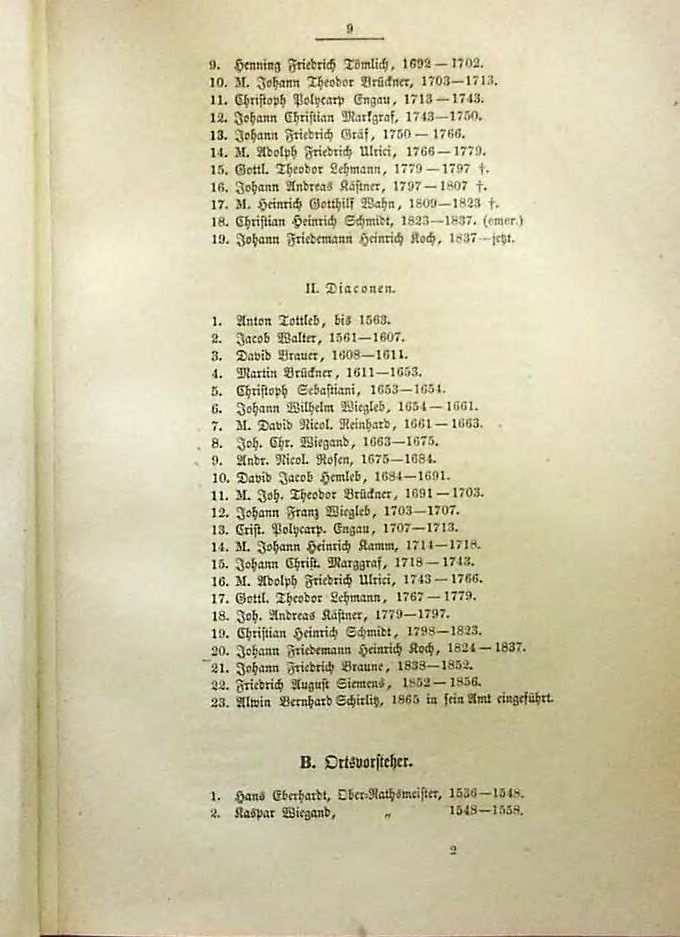 9
9. Henning Friedrich Tömlich, 1692 — 1702.
10. M. Johann Theodor Brückner, 1703—1713.
11. Christoph Polycarp Engau, 1713 — 1743.
12. Johann Christian Markgraf, 1743—1750.
13. Johann Friedrich Gräf, 1750 — 1766.
14. M. Adolph Friedrich Ulrici, 1766 — 1779.
15. Gottl. Theodor Lehmann, 1779 — 1797 †.
16. Johann Andreas Kästner, 1797 — 1807 †.
17. M. Heinrich Gotthilf Wahn, 1809—1823 †.
18. Christian Heinrich Schmidt, 1823—1837. (emer.)
19. Johann Friedemann Heinrich Koch, 1837—jetzt.
II. Diaconen.
1. Anton Tottleb, bis 1563.
2. Jacob Walter, 1561—1607.
3. David Brauer, 1608—1611.
4. Martin Brückner, 1611—1653.
5. Christoph Sebastiani, 1653—1654.
6. Johann Wilhelm Wiegleb, 1654 — 1661.
7. M. David Nicol. Reinhard, 1661 — 1663.
8. Joh. Chr. Wiegand, 1663—1675.
9. Andr. Nicol. Rosen, 1675—1684.
10. David Jacob Hemleb, 1684—1691.
11. M. Joh. Theodor Brückner, 1691 — 1703.
12. Johann Franz Wiegleb, 1703—1707.
13. Crist. Polycarp. Engau, 1707—1713.
14. M. Johann Heinrich Kamm, 1714—1718.
15. Johann Christ. Marggraf, 1718 — 1743.
16. M. Adolph Friedrich Ulrici, 1743 — 1766.
17. Gottl. Theodor Lehmann, 1767 — 1779.
18. Joh. Andreas Kästner, 1779—1797.
19. Christian Heinrich Schmidt, 1798—1823.
20. Johann Friedemann Heinrich Koch, 1824 — 1837.
21. Johann Friedrich Braune, 1838—1852.
22. Friedrich August Siemens, 1852 — 1856.
23. Alwin Bernhard Schirlitz, 1865 in sein Amt eingeführt.
B. Ortsvorsteher.
1. Hans Eberhardt, Ober-Rathsmeister, 1536—1548.
2. Kaspar Wiegand, „ 1548—1558.
2